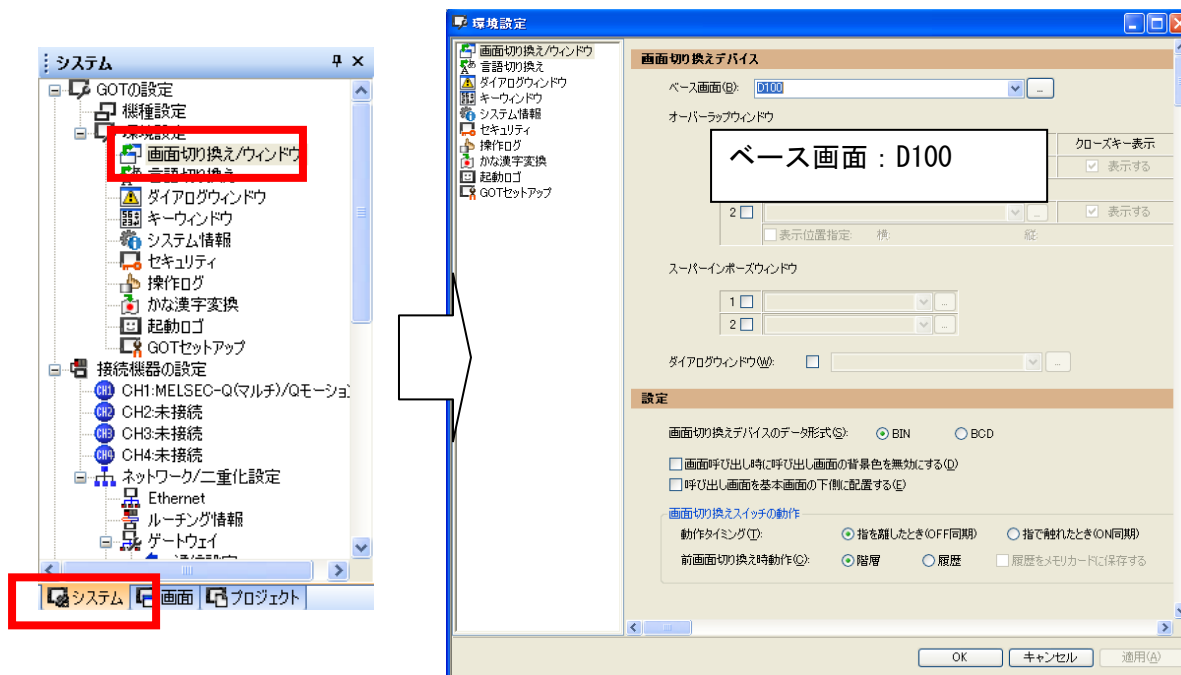 システム
GOTの設定
機種設定
環境設定
画面切り換え/ウィンドウ
言語切り換え
ダイアログウィンドウ
キーウィンドウ
システム情報
セキュリティ
操作ログ
かな漢字変換
起動ロゴ
GOTセットアップ
接続機器の設定
CH1 CH1:MELSEC-Q(マルチ)/Qモーショ
CH2 CH2:未接続
CH3 CH3:未接続
CH4 CH4:未接続
ネットワーク/二重化設定
Ethernet
ルーチング情報
ゲートウェイ
システム 画面 プロジェクト
環境設定
画面切り換え/ウィンドウ
言語切り換え
ダイアログウィンドウ
キーウィンドウ
システム情報
セキュリティ
操作ログ
かな漢字変換
起動ロゴ
GOTセットアップ
画面切り換えデバイス
ベース画面(B): D100 ...
オーバーラップウィンドウ
ベース画面：D100
クローズキー表示
表示する
2 ... 表示する
表示位置指定: 横: 縦:
スーパーインポーズウィンドウ
1 ...
2 ...
ダイアログウィンドウ(W): ...
設定
画面切り換えデバイスのデータ形式(S): BIN BCD
画面呼び出し時に呼び出し画面の背景色を無効にする(D)
呼び出し画面を基本画面の下側に配置する(E)
画面切り換えスイッチの動作
動作タイミング(T): 指を離したとき(OFF同期) 指で触れたとき(ON同期)
前画面切り換え時動作(C): 階層 履歴 履歴をメモリカードに保存する
OK キャンセル 適用(A)